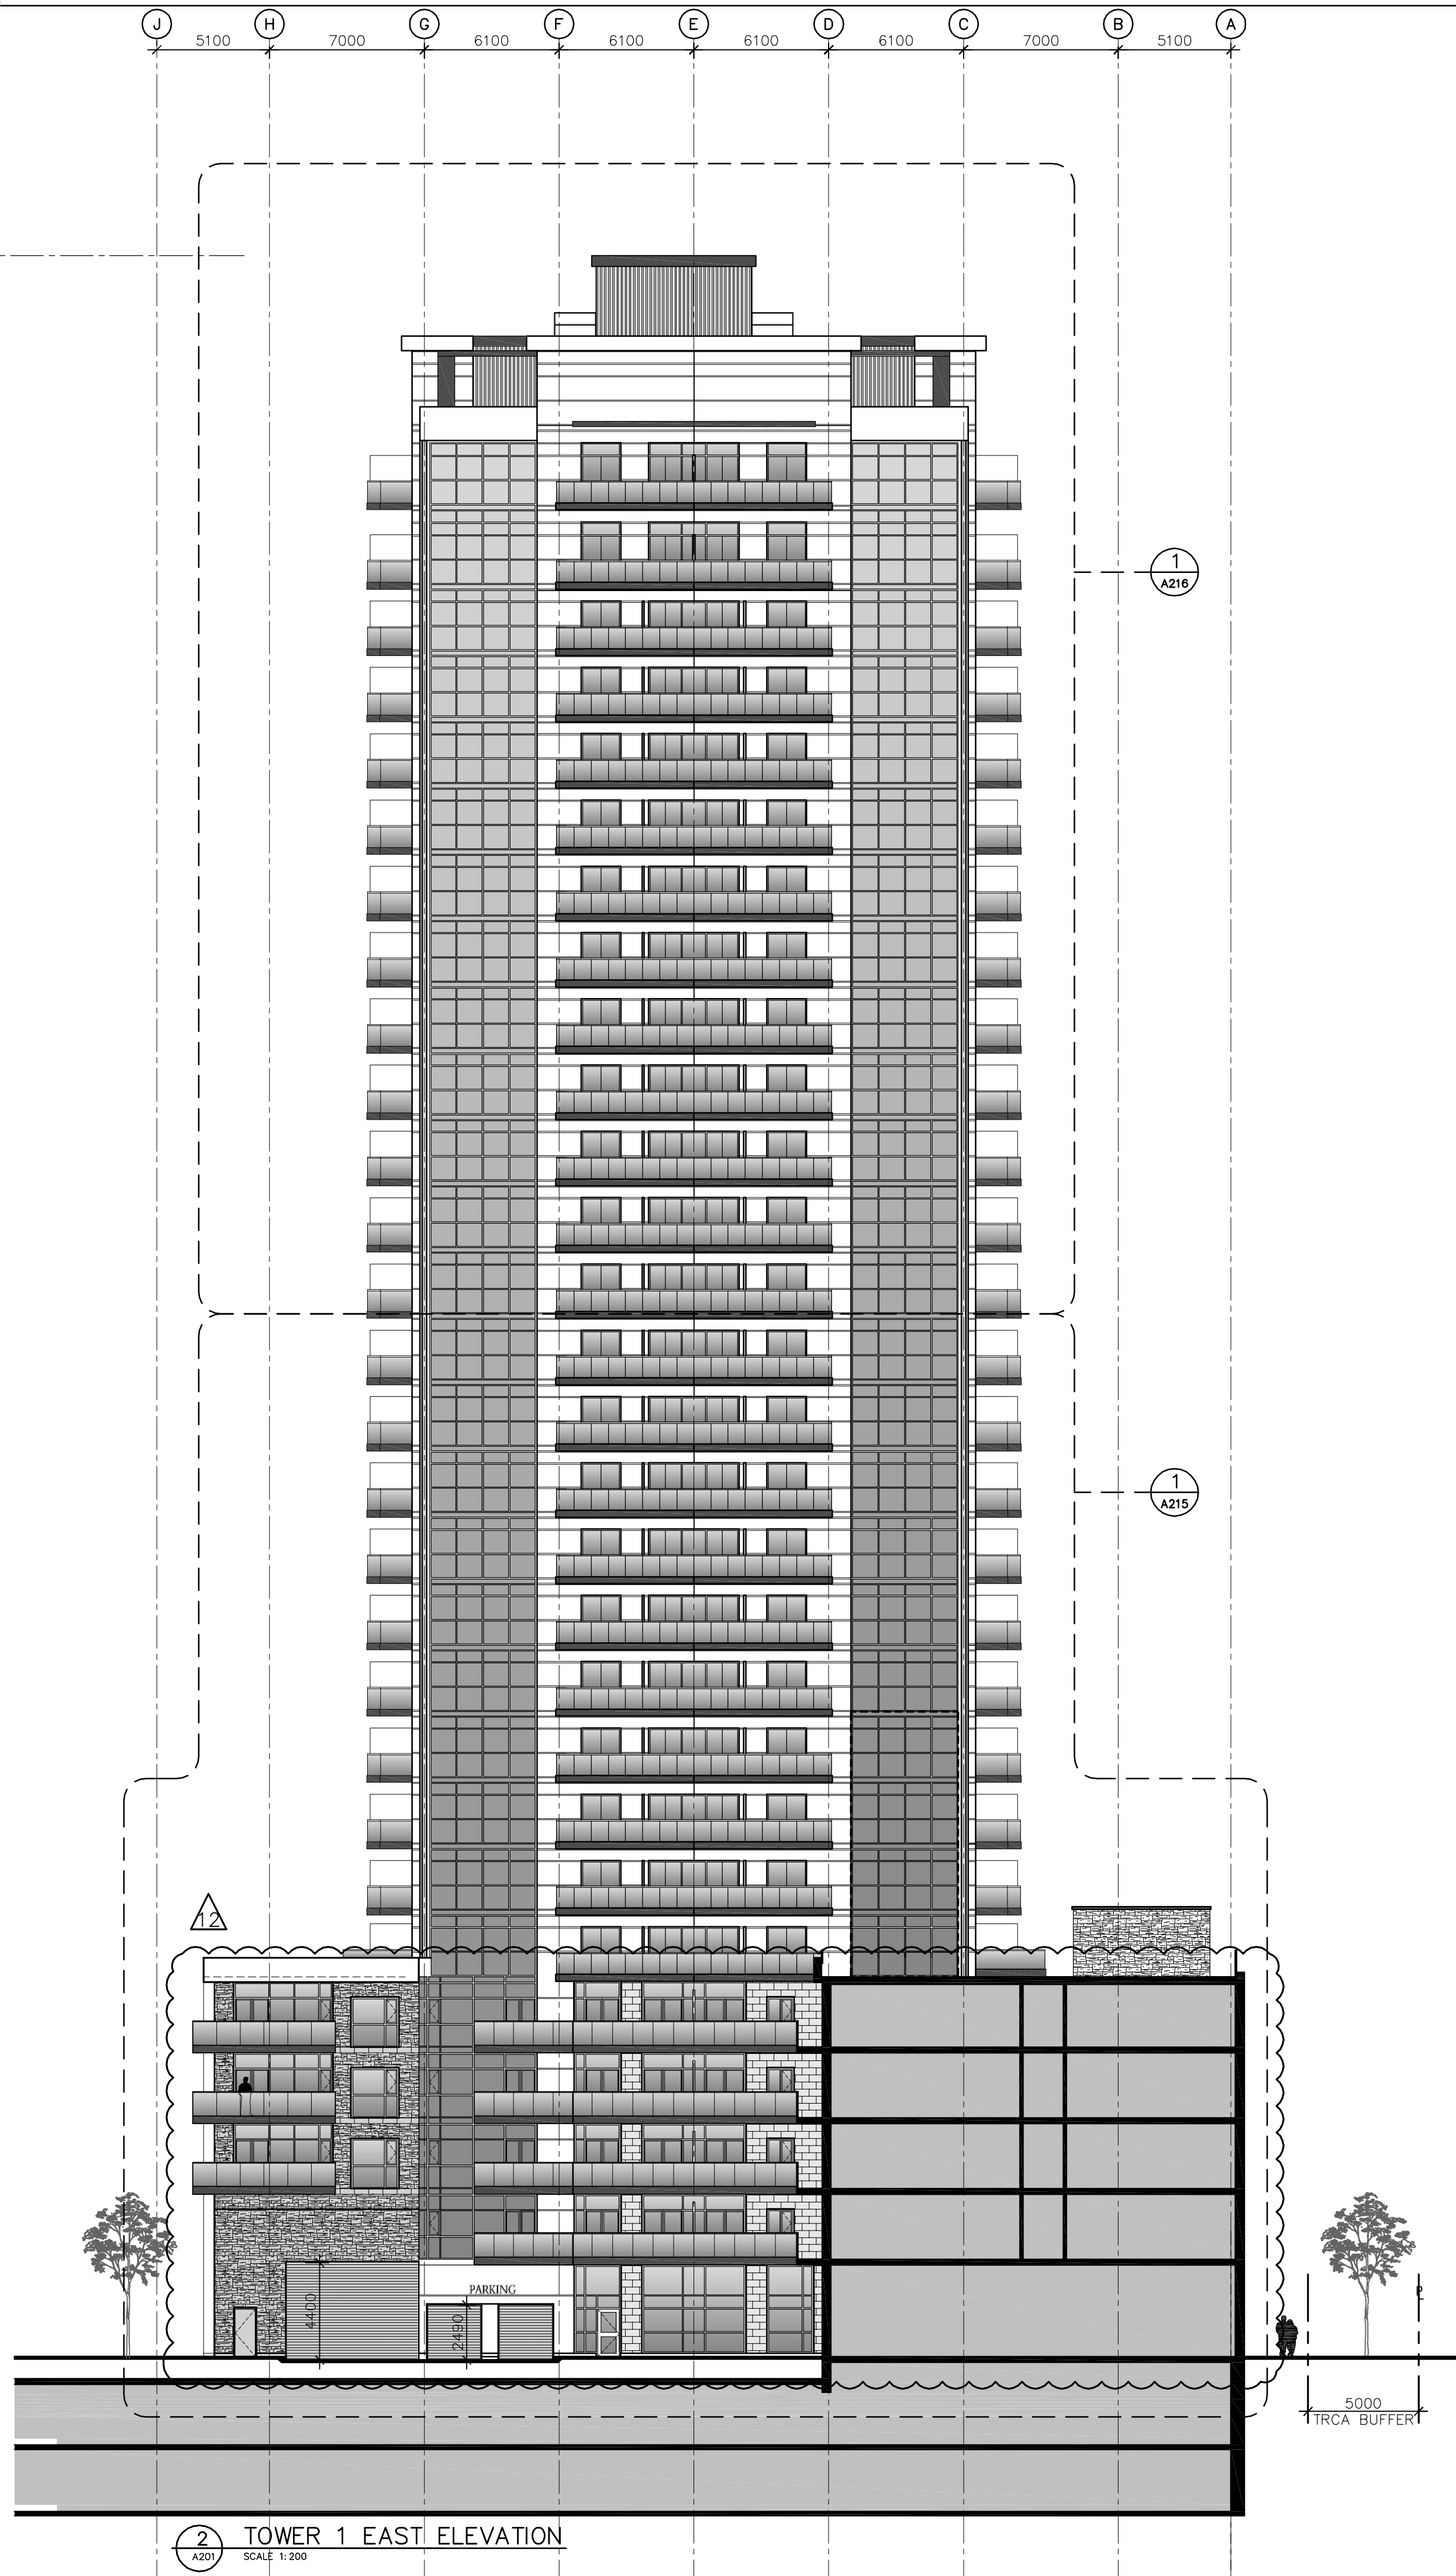 J H G F E D C B A
5100 7000 6100 6100 6100 6100 7000 5100
1
A216
1
A215
12
PARKING
4400
2490
P
5000
TRCA BUFFER
2
A201
TOWER 1 EAST ELEVATION
SCALE 1:200